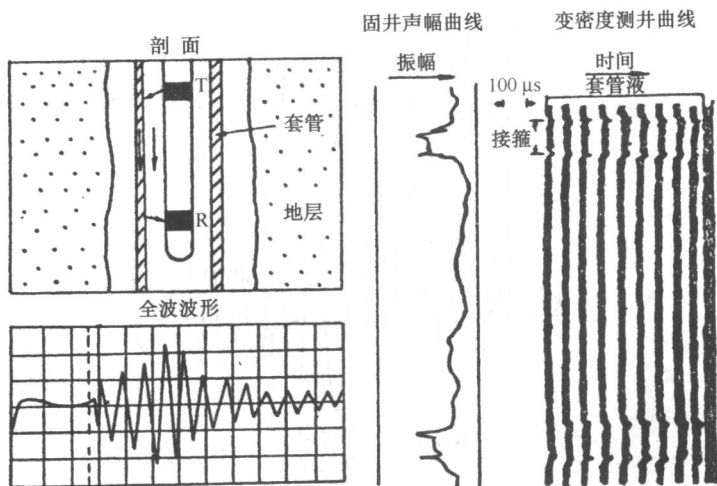 剖 面
T
套管
R
地层
全波波形
固井声幅曲线
振幅
变密度测井曲线
时间
100 μs
套管液
接箍